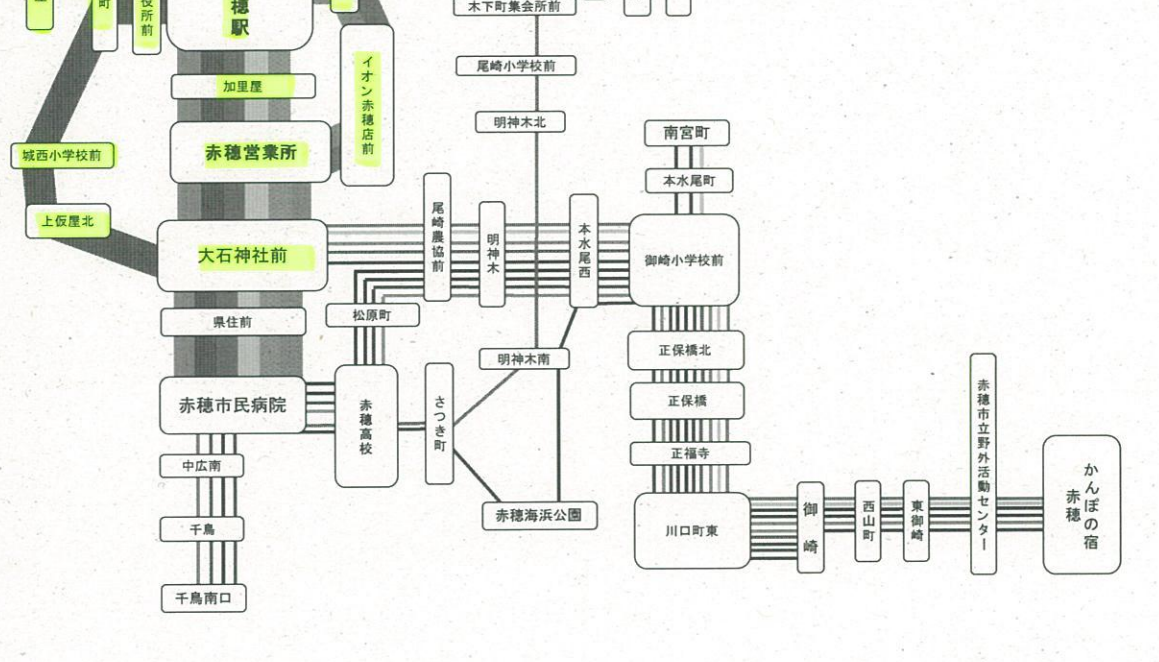 町
役所前
穂駅
木下町集会所前
加里屋
イオン赤穂店前
尾崎小学校前
明神木北
南宮町
赤穂営業所
城西小学校前
本水尾町
上仮屋北
大石神社前
尾崎農協前
明神木
本水尾西
御崎小学校前
県住前
松原町
明神木南
正保橋北
赤穂市民病院
赤穂高校
さつき町
正保橋
正福寺
中広南
千鳥
赤穂海浜公園
川口町東
御崎
西山町
東御崎
赤穂市立野外活動センター
かんぽの宿
赤穂
千鳥南口